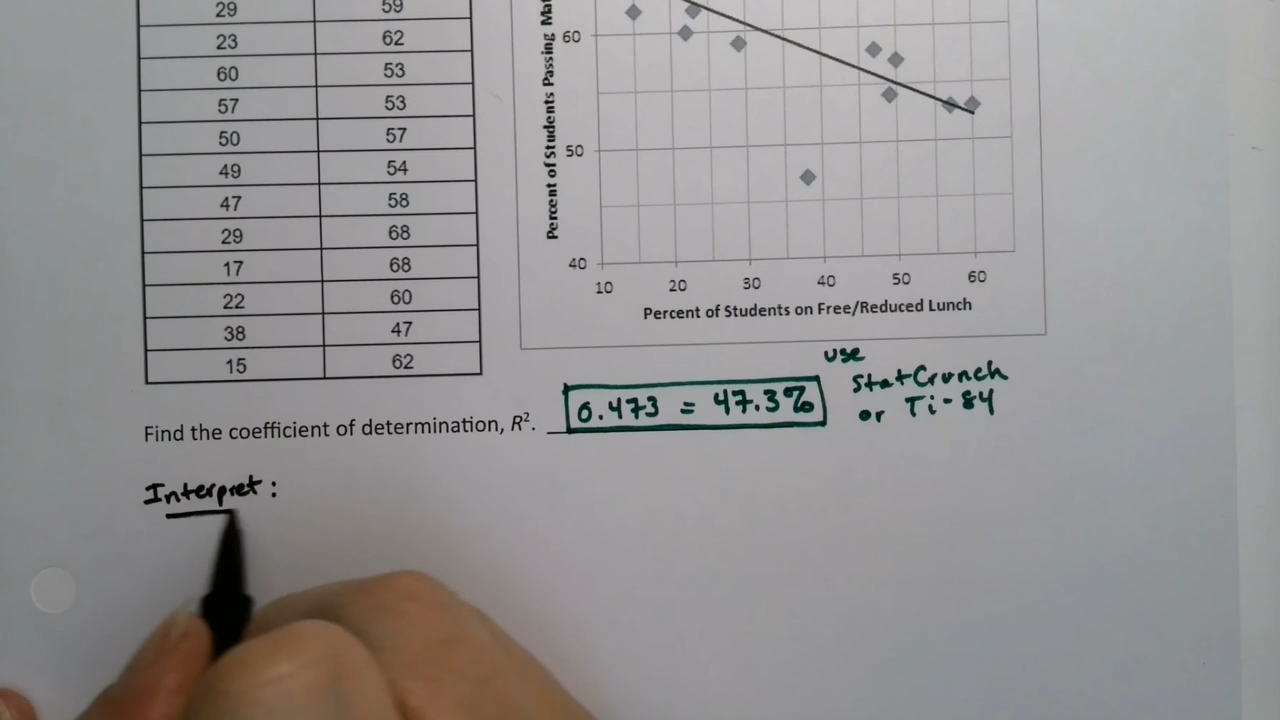 29 59
23 62
60 53
57 53
50 57
49 54
47 58
29 68
17 68
22 60
38 47
15 62
Percent of Students Passing Mat
60
50
40
10 20 30 40 50 60
Percent of Students on Free/Reduced Lunch
use
StatCrunch
or Ti-84
Find the coefficient of determination, R². 0.473 = 47.3%
Interpret: